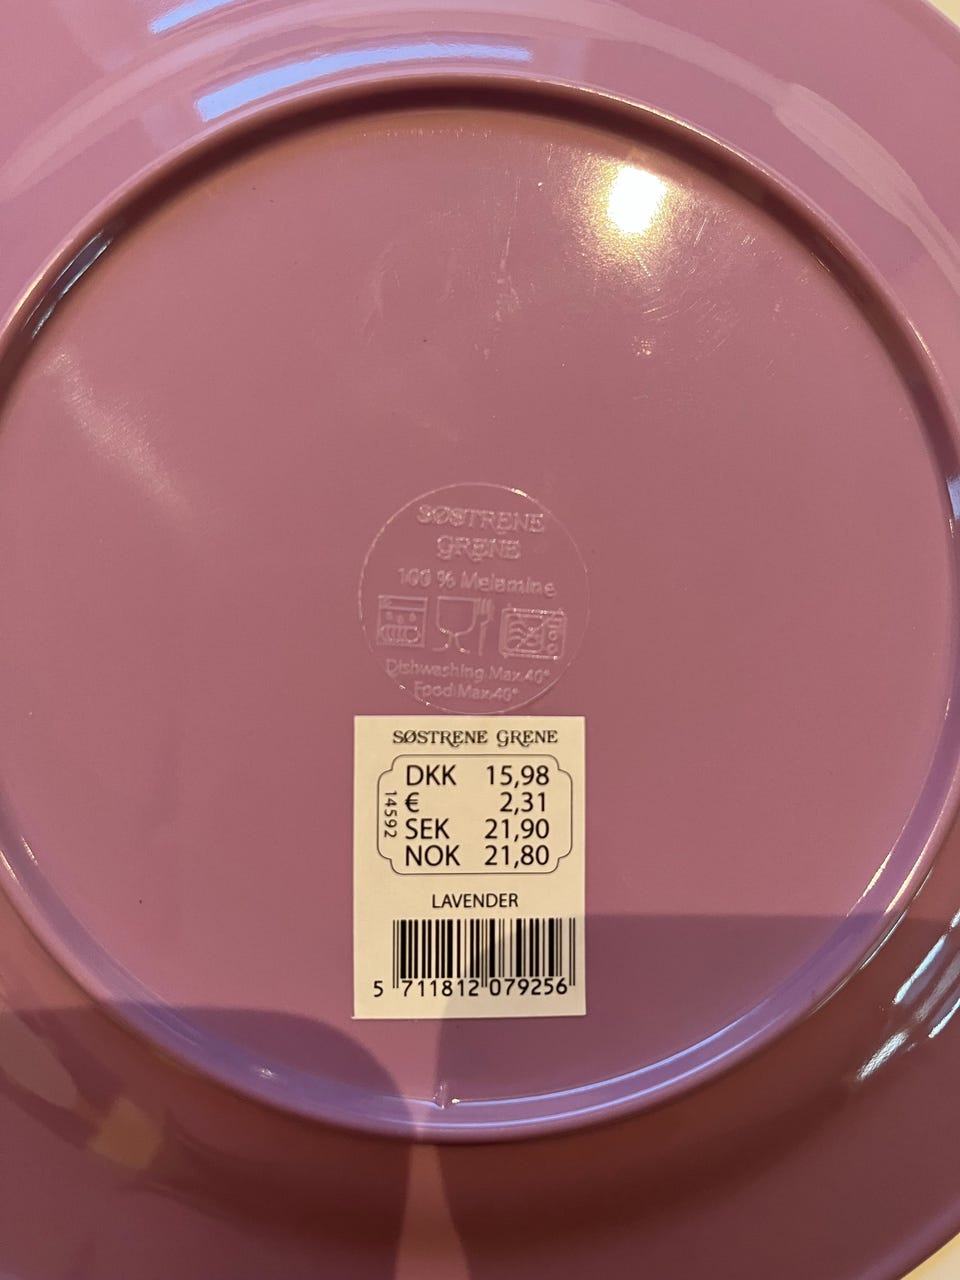 SØSTRENE
GRENE
100 % Melamine
Dishwashing Max 40°
Food Max 40°
SØSTRENE GRENE
14592
DKK 15,98
€ 2,31
SEK 21,90
NOK 21,80
LAVENDER
5 711812 079256